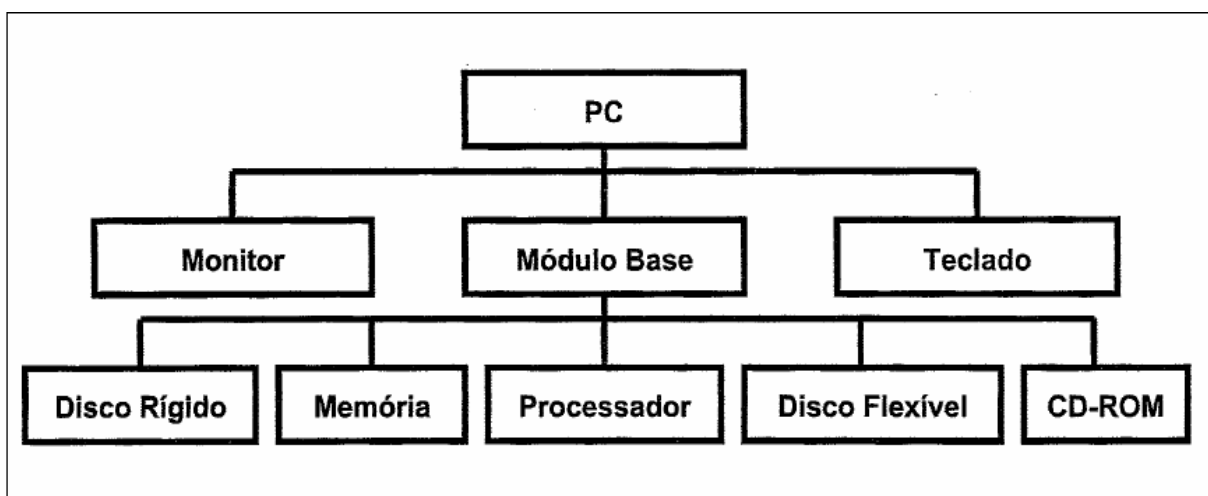 PC
Monitor
Módulo Base
Teclado
Disco Rígido
Memória
Processador
Disco Flexível
CD-ROM